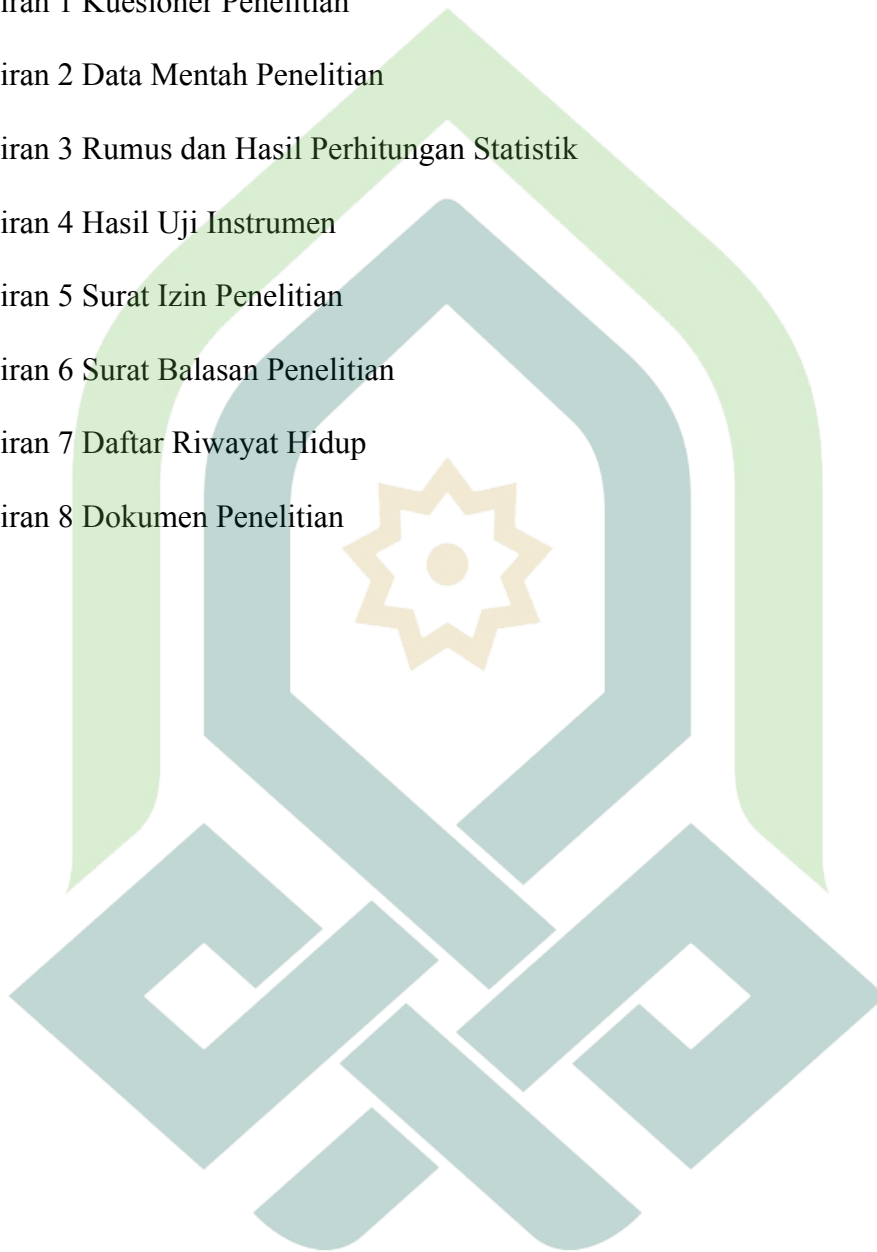 iran 1 Kuesioner Penelitian
iran 2 Data Mentah Penelitian
iran 3 Rumus dan Hasil Perhitungan Statistik
iran 4 Hasil Uji Instrumen
iran 5 Surat Izin Penelitian
iran 6 Surat Balasan Penelitian
iran 7 Daftar Riwayat Hidup
iran 8 Dokumen Penelitian